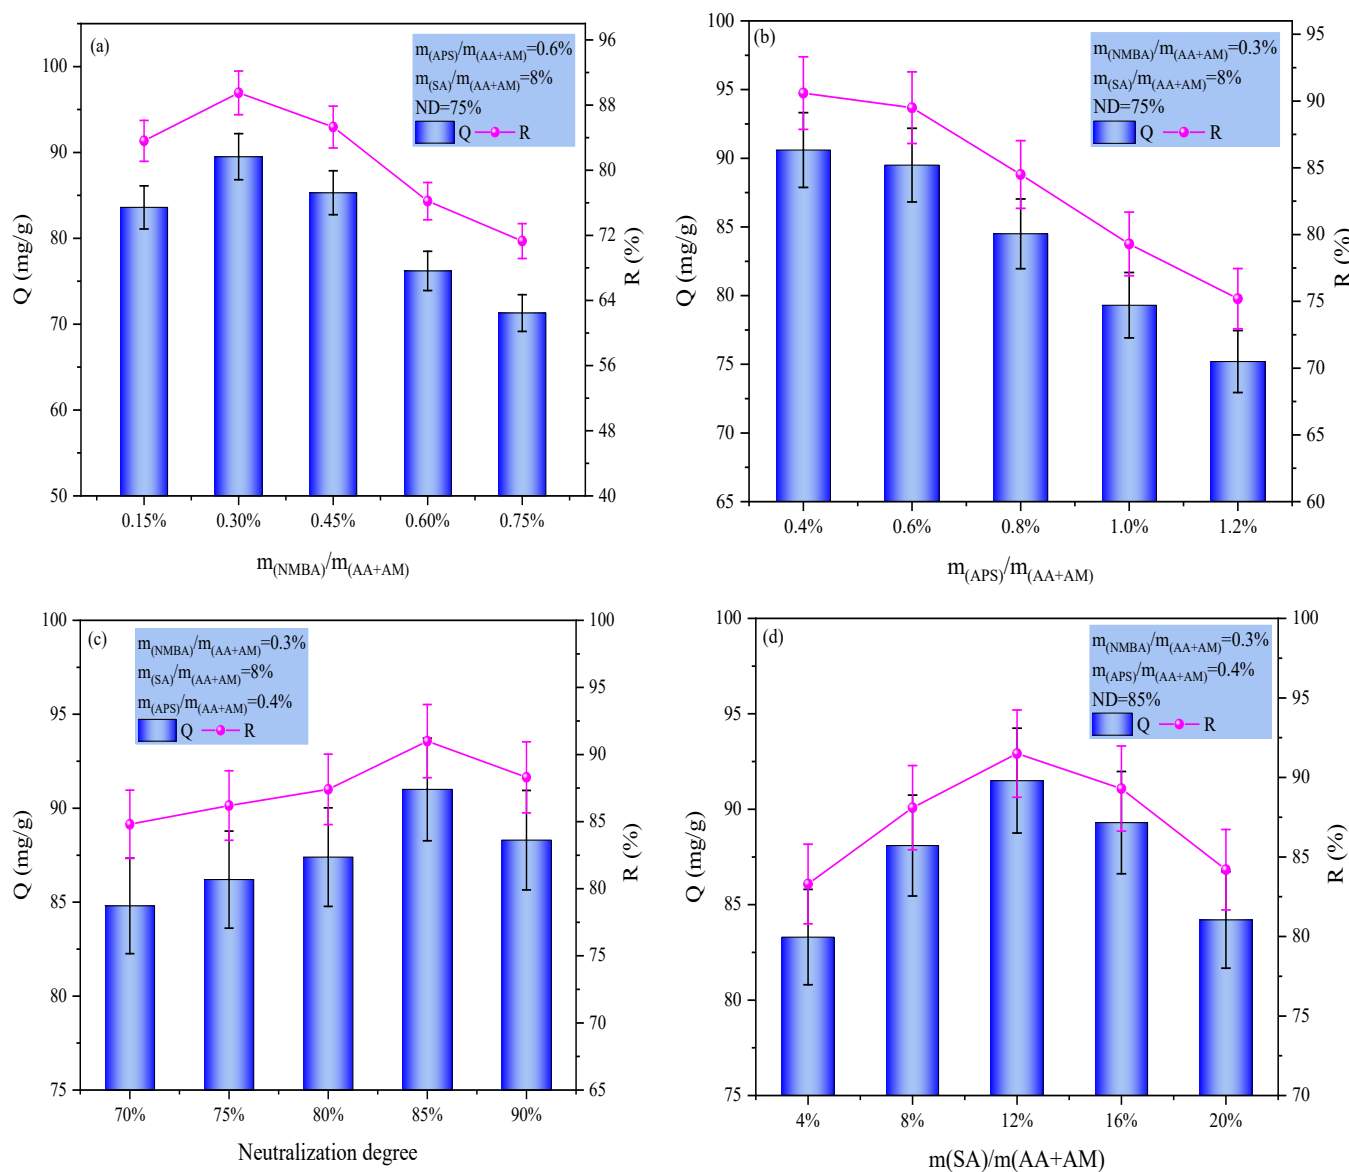 (a)
m(APS)/m(AA+AM)=0.6%
m(SA)/m(AA+AM)=8%
ND=75%
Q R
100
90
80
70
60
50
96
88
80
72
64
56
48
40
Q (mg/g)
R (%)
0.15% 0.30% 0.45% 0.60% 0.75%
m(NMBA)/m(AA+AM)
(b)
m(NMBA)/m(AA+AM)=0.3%
m(SA)/m(AA+AM)=8%
ND=75%
Q R
100
95
90
85
80
75
70
65
95
90
85
80
75
70
65
60
Q (mg/g)
R (%)
0.4% 0.6% 0.8% 1.0% 1.2%
m(APS)/m(AA+AM)
(c)
m(NMBA)/m(AA+AM)=0.3%
m(SA)/m(AA+AM)=8%
m(APS)/m(AA+AM)=0.4%
Q R
100
95
90
85
80
75
100
95
90
85
80
75
70
65
Q (mg/g)
R (%)
70% 75% 80% 85% 90%
Neutralization degree
(d)
m(NMBA)/m(AA+AM)=0.3%
m(APS)/m(AA+AM)=0.4%
ND=85%
Q R
100
95
90
85
80
75
100
95
90
85
80
75
70
Q (mg/g)
R (%)
4% 8% 12% 16% 20%
m(SA)/m(AA+AM)